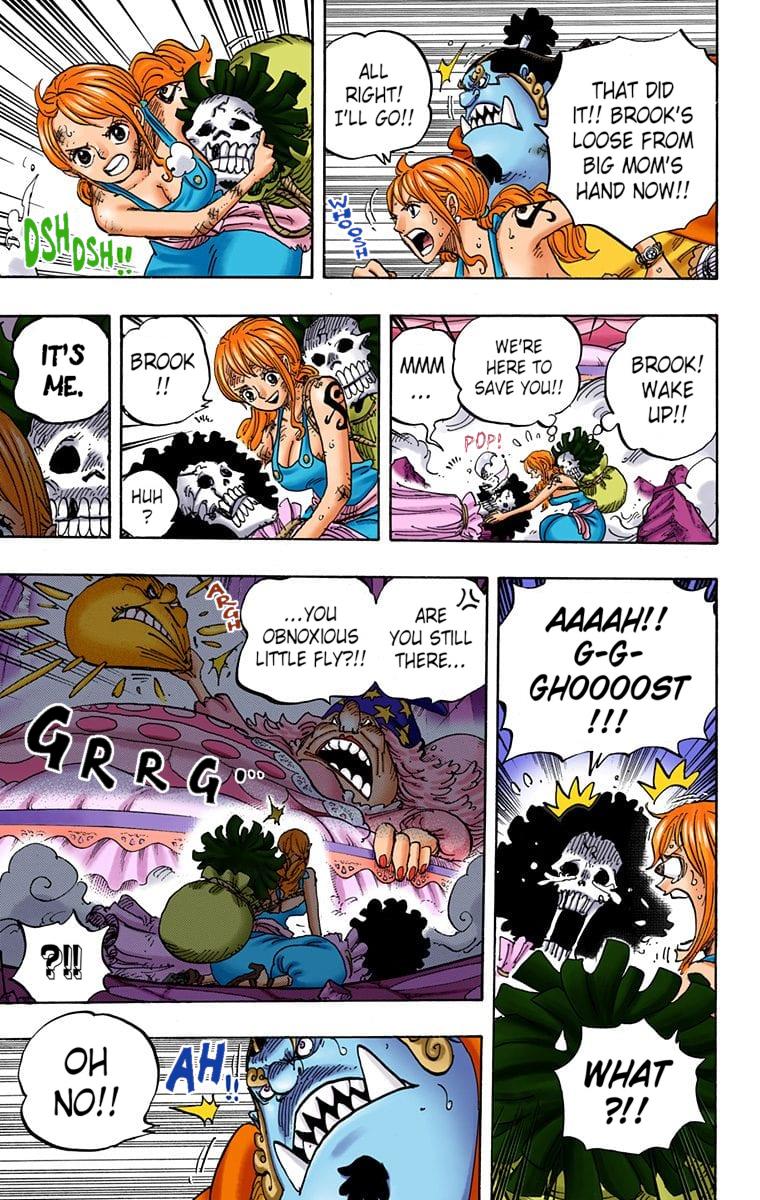 THAT DID
IT!! BROOK'S
LOOSE FROM
BIG MOM'S
HAND NOW!!
ALL
RIGHT!
I'LL GO!!
WHOOSH
DSH
DSH!!
BROOK!
WAKE
UP!!
WE'RE
HERE TO
SAVE YOU!!
MMM
...
POP!
BROOK
!!
HUH
?
IT'S
ME.
AAAAH!!
G-G-
GHOOOOST
!!!
WHAT
?!!
ARE
YOU STILL
THERE...
...YOU
OBNOXIOUS
LITTLE FLY?!!
ARGH
GRRG...
?!!
AH!!
OH
NO!!